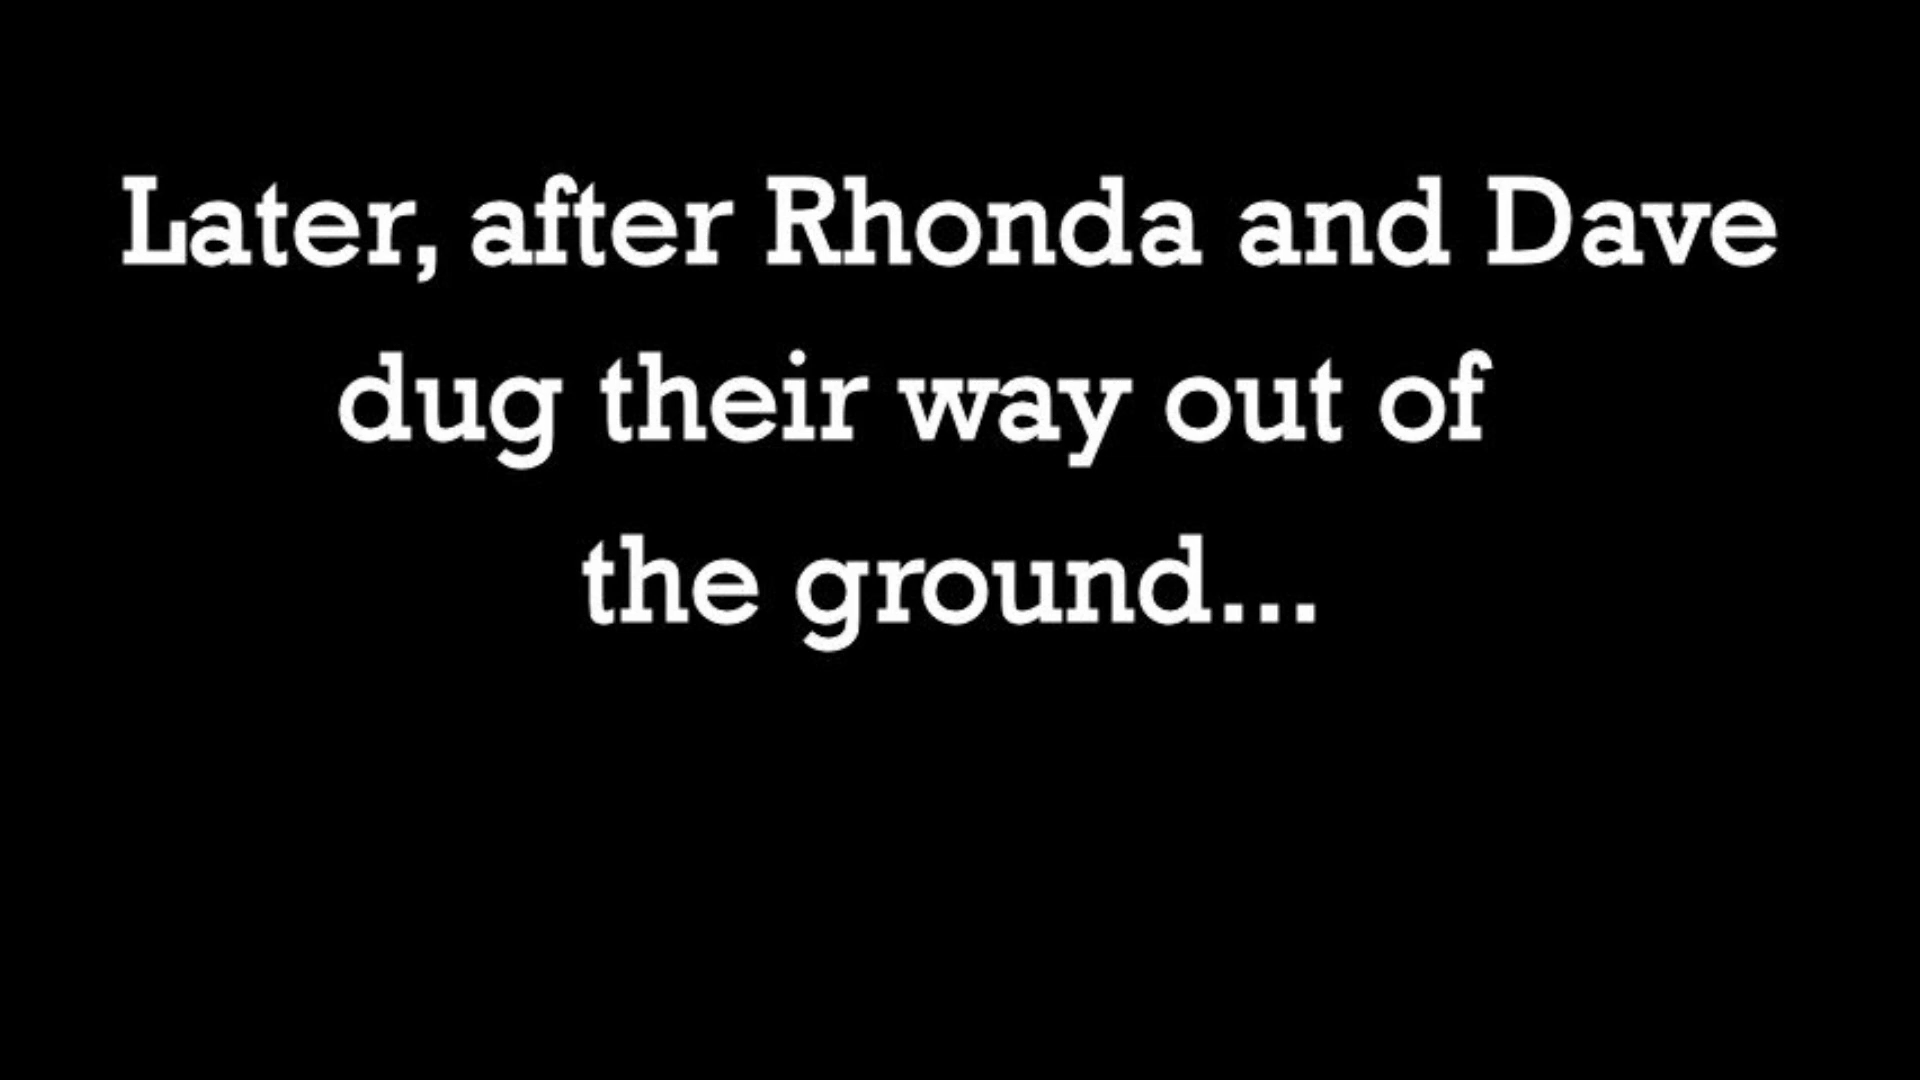 Later, after Rhonda and Dave
dug their way out of
the ground...